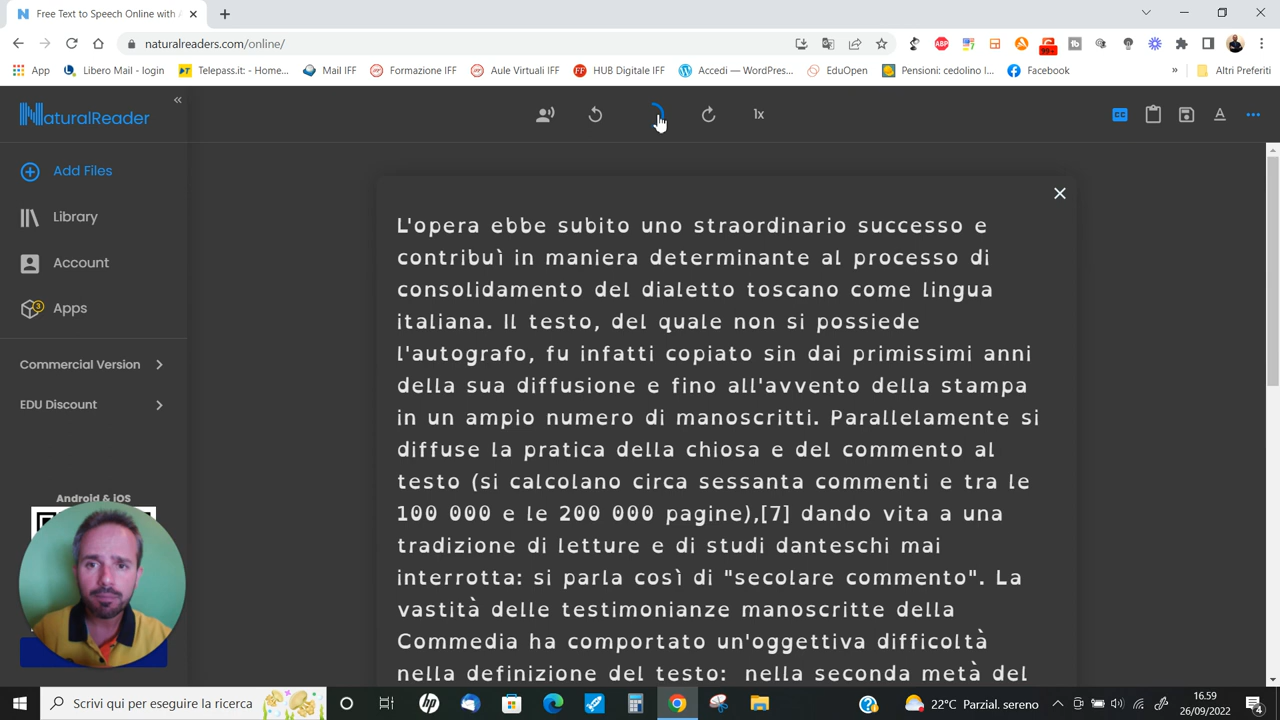 Free Text to Speech Online with A
naturalreaders.com/online/
99+
App
Libero Mail - login
Telepass.it: - Home...
Mail IFF
Formazione IFF
Aule Virtuali IFF
HUB Digitale IFF
Accedi — WordPres...
EduOpen
Pensioni: cedolino l...
Facebook
»
Altri Preferiti
NaturalReader
«
1x
Add Files
Library
Account
3
Apps
Commercial Version
EDU Discount
Android & iOS
L'opera ebbe subito uno straordinario successo e
contribuì in maniera determinante al processo di
consolidamento del dialetto toscano come lingua
italiana. Il testo, del quale non si possiede
l'autografo, fu infatti copiato sin dai primissimi anni
della sua diffusione e fino all'avvento della stampa
in un ampio numero di manoscritti. Parallelamente si
diffuse la pratica della chiosa e del commento al
testo (si calcolano circa sessanta commenti e tra le
100 000 e le 200 000 pagine),[7] dando vita a una
tradizione di letture e di studi danteschi mai
interrotta: si parla così di "secolare commento". La
vastità delle testimonianze manoscritte della
Commedia ha comportato un'oggettiva difficoltà
nella definizione del testo:  nella seconda metà del
Scrivi qui per eseguire la ricerca
22°C Parzial. sereno
16.59
26/09/2022
4